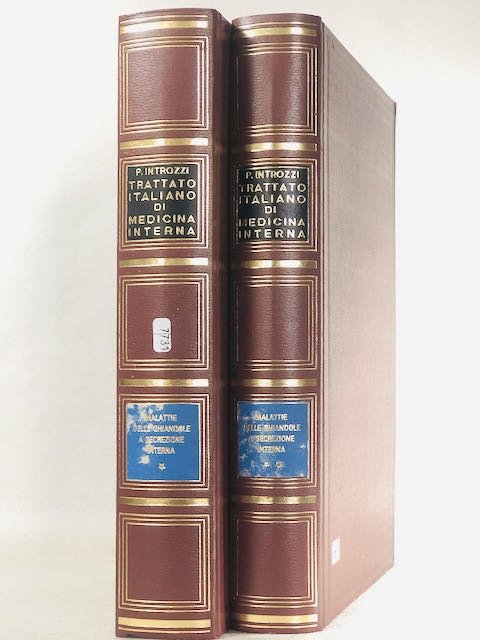 P. INTROZZI
TRATTATO
ITALIANO
DI
MEDICINA
INTERNA
7731
MALATTIE
DELLE GHIANDOLE
A SECREZIONE
INTERNA
P. INTROZZI
TRATTATO
ITALIANO
DI
MEDICINA
INTERNA
MALATTIE
DELLE GHIANDOLE
A SECREZIONE
INTERNA